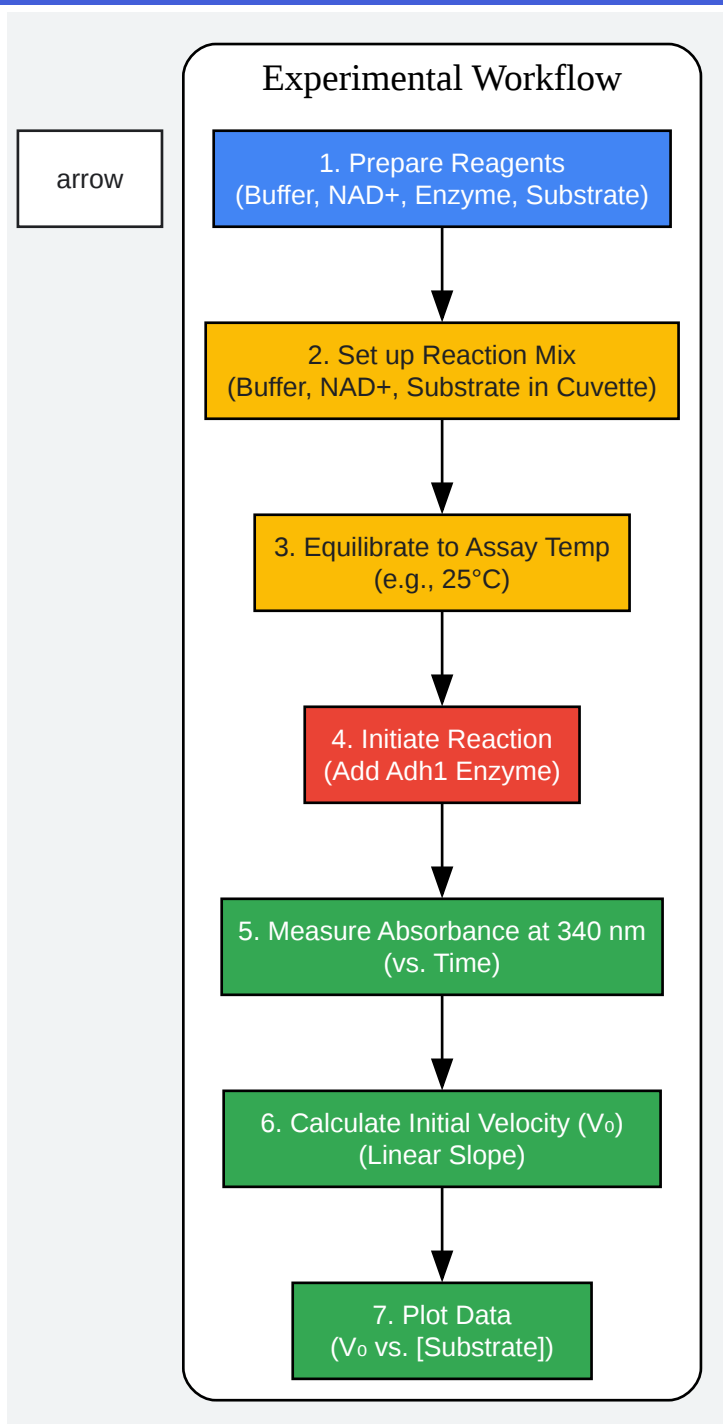 Experimental Workflow
arrow
1. Prepare Reagents
(Buffer, NAD+, Enzyme, Substrate)
2. Set up Reaction Mix
(Buffer, NAD+, Substrate in Cuvette)
3. Equilibrate to Assay Temp
(e.g., 25°C)
4. Initiate Reaction
(Add Adh1 Enzyme)
5. Measure Absorbance at 340 nm
(vs. Time)
6. Calculate Initial Velocity (V₀)
(Linear Slope)
7. Plot Data
(V₀ vs. [Substrate])